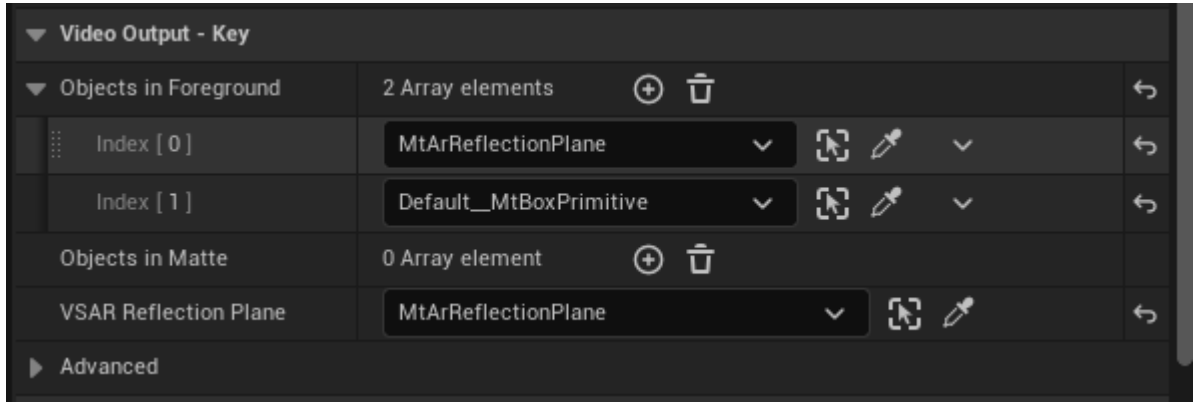 Video Output - Key
Objects in Foreground 2 Array elements
Index [ 0 ] MtArReflectionPlane
Index [ 1 ] Default__MtBoxPrimitive
Objects in Matte 0 Array element
VSAR Reflection Plane MtArReflectionPlane
Advanced